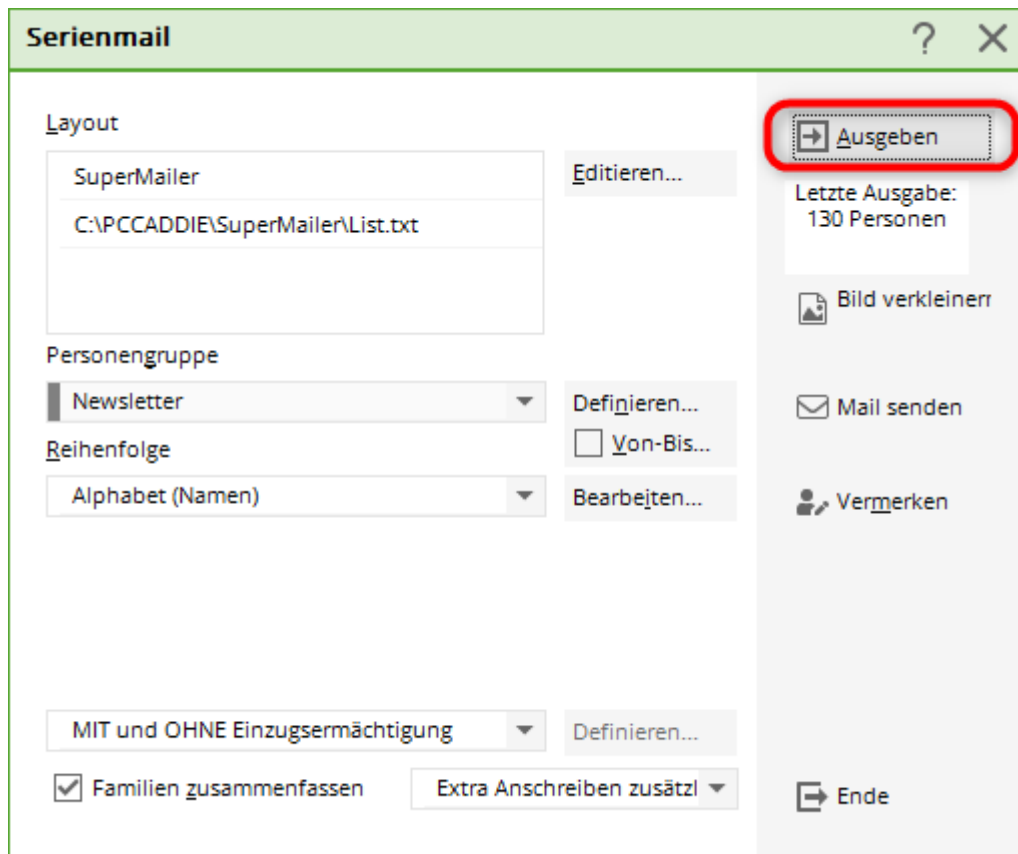 Serienmail
?
Layout
SuperMailer
C:\PCCADDIE\SuperMailer\List.txt
Editieren...
Personengruppe
Newsletter
Definieren...
Von-Bis...
Reihenfolge
Alphabet (Namen)
Bearbeiten...
MIT und OHNE Einzugsermächtigung
Definieren...
Familien zusammenfassen
Extra Anschreiben zusätzl
Ausgeben
Letzte Ausgabe:
130 Personen
Bild verkleinerr
Mail senden
Vermerken
Ende